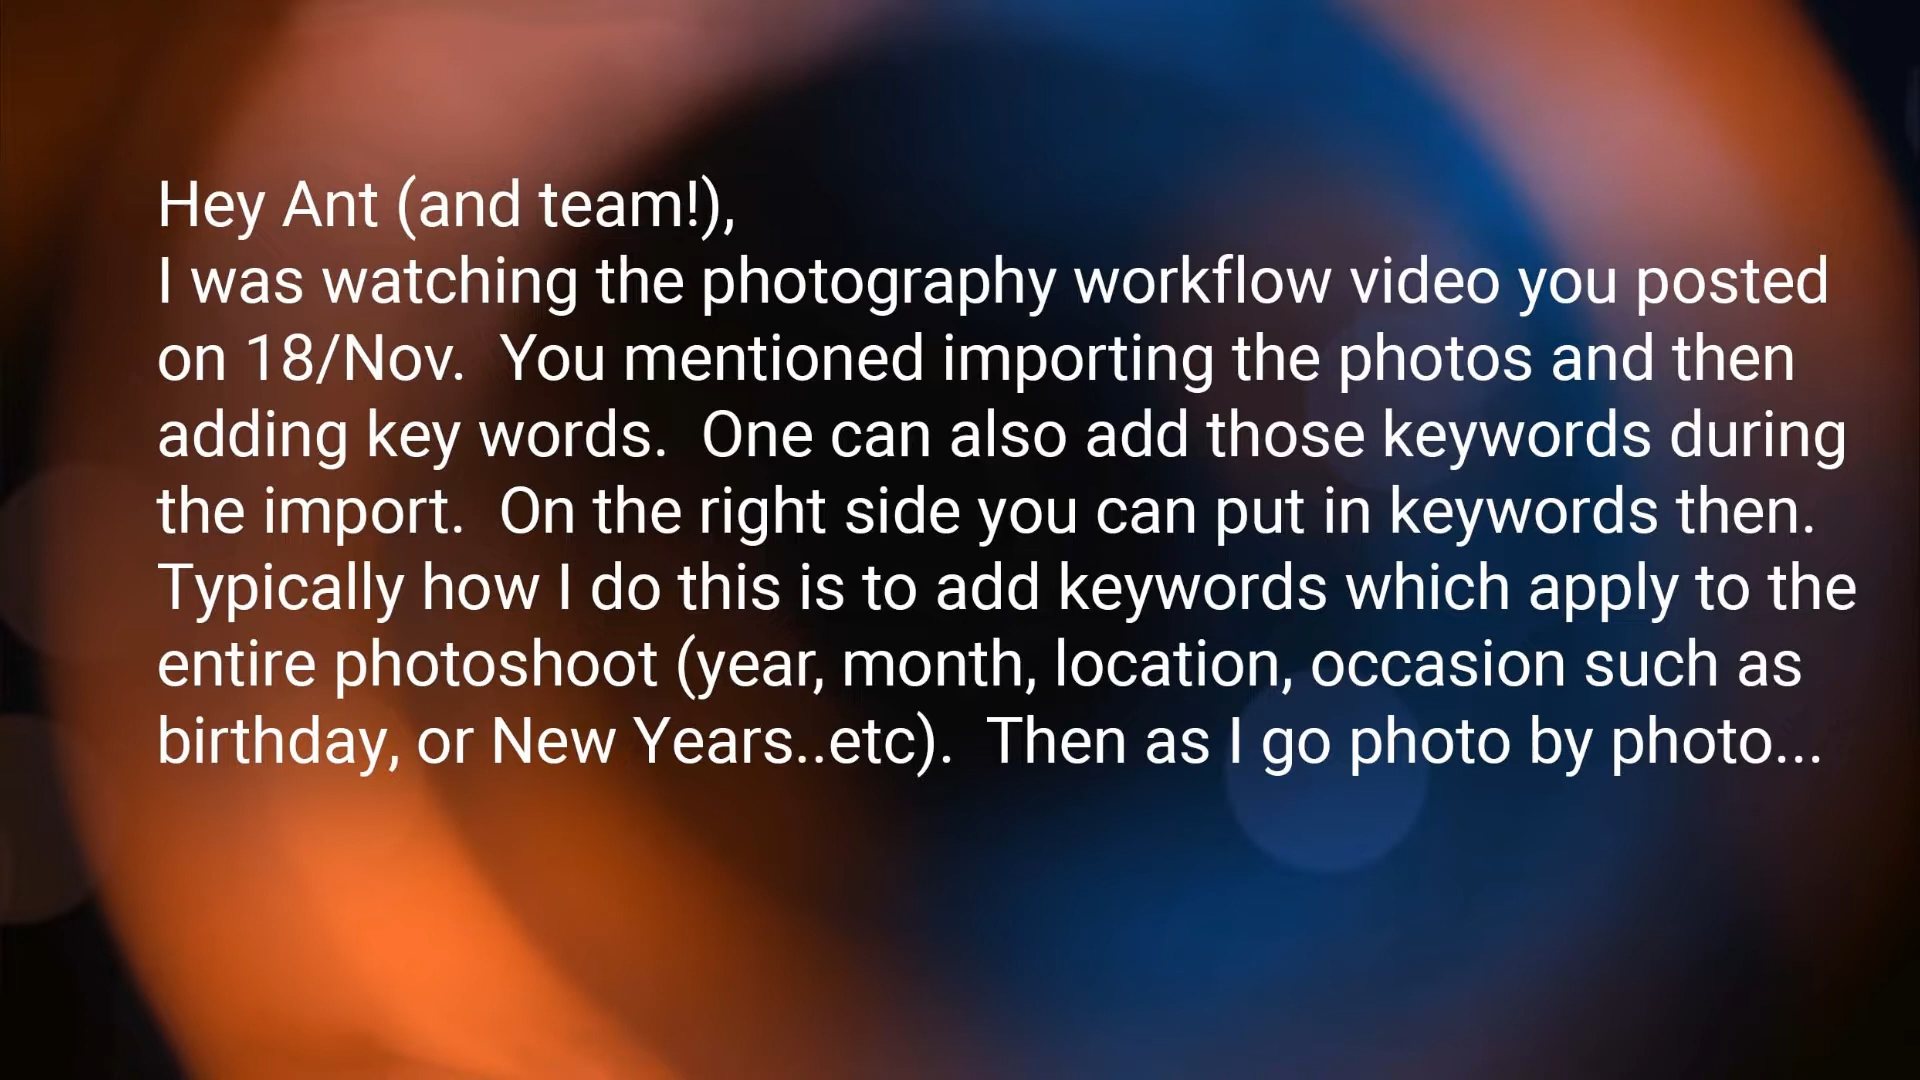 Hey Ant (and team!),
I was watching the photography workflow video you posted
on 18/Nov.  You mentioned importing the photos and then
adding key words.  One can also add those keywords during
the import.  On the right side you can put in keywords then.
Typically how I do this is to add keywords which apply to the
entire photoshoot (year, month, location, occasion such as
birthday, or New Years..etc).  Then as I go photo by photo...